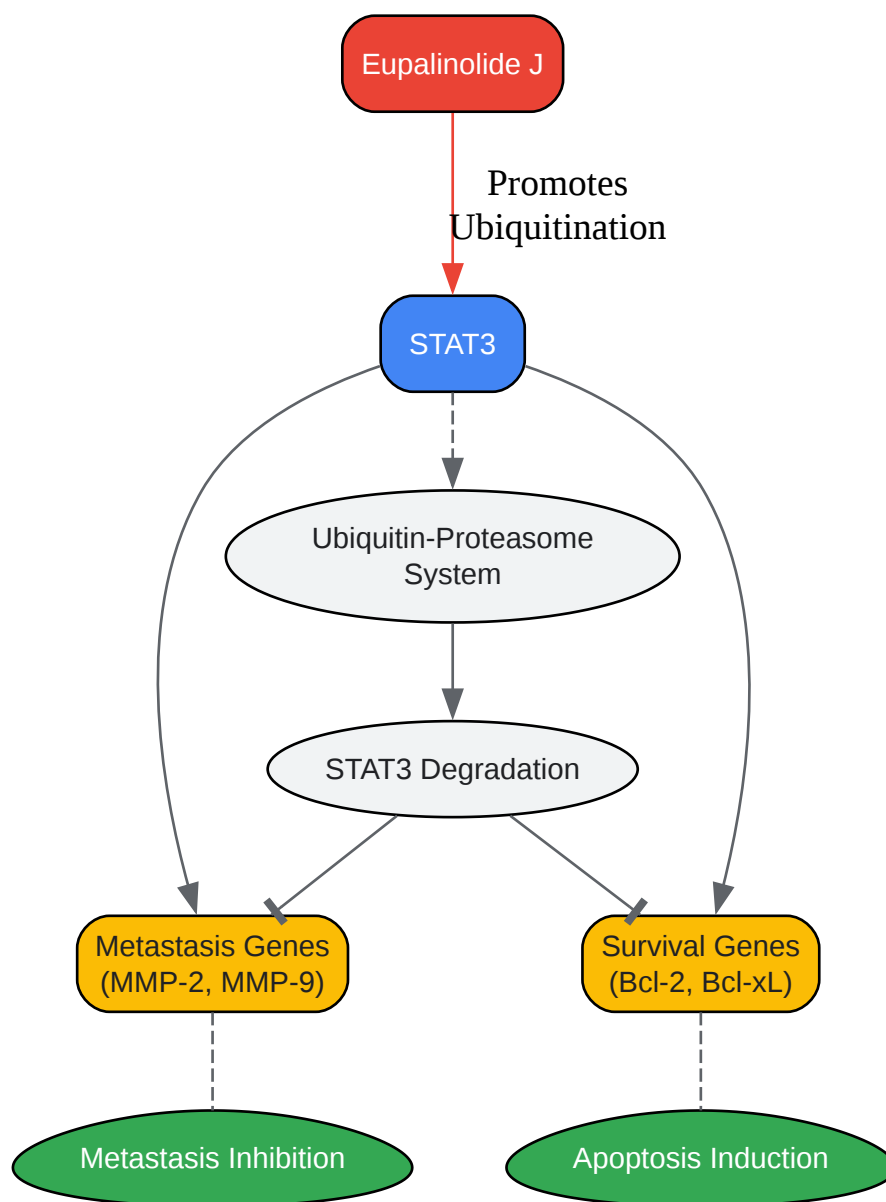 Eupalinolide J
Promotes
Ubiquitination
STAT3
Ubiquitin-Proteasome
System
STAT3 Degradation
Metastasis Genes
(MMP-2, MMP-9)
Survival Genes
(Bcl-2, Bcl-xL)
Metastasis Inhibition
Apoptosis Induction